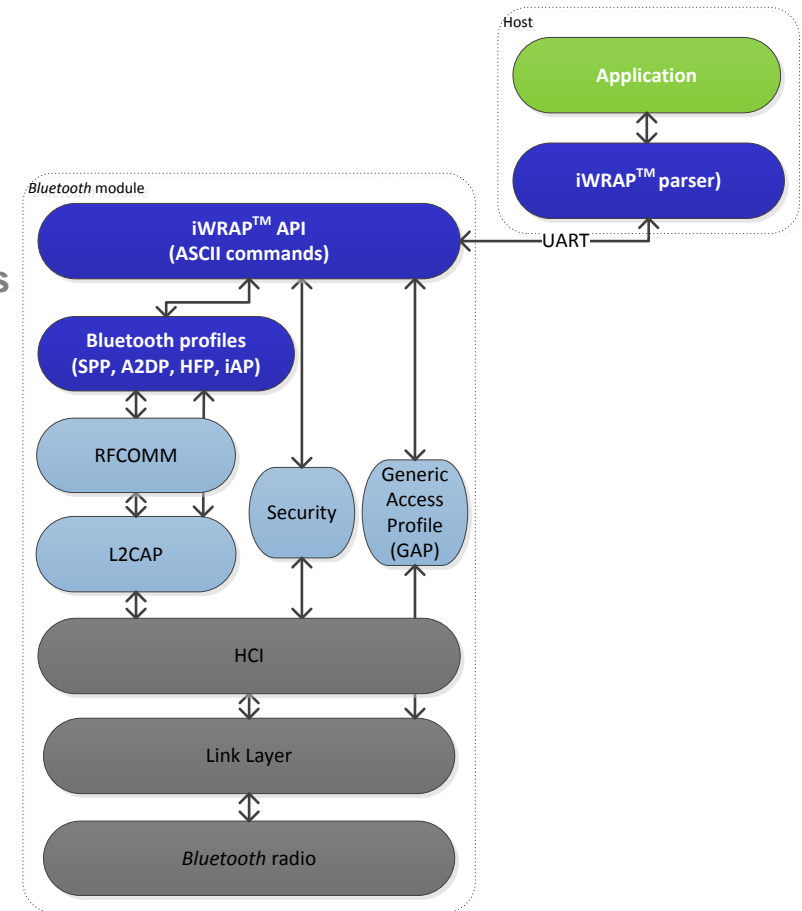 Host
Application
iWRAP™ parser)
Bluetooth module
iWRAP™ API
(ASCII commands)
UART
s
Bluetooth profiles
(SPP, A2DP, HFP, iAP)
RFCOMM
Security
Generic
Access
Profile
(GAP)
L2CAP
HCI
Link Layer
Bluetooth radio